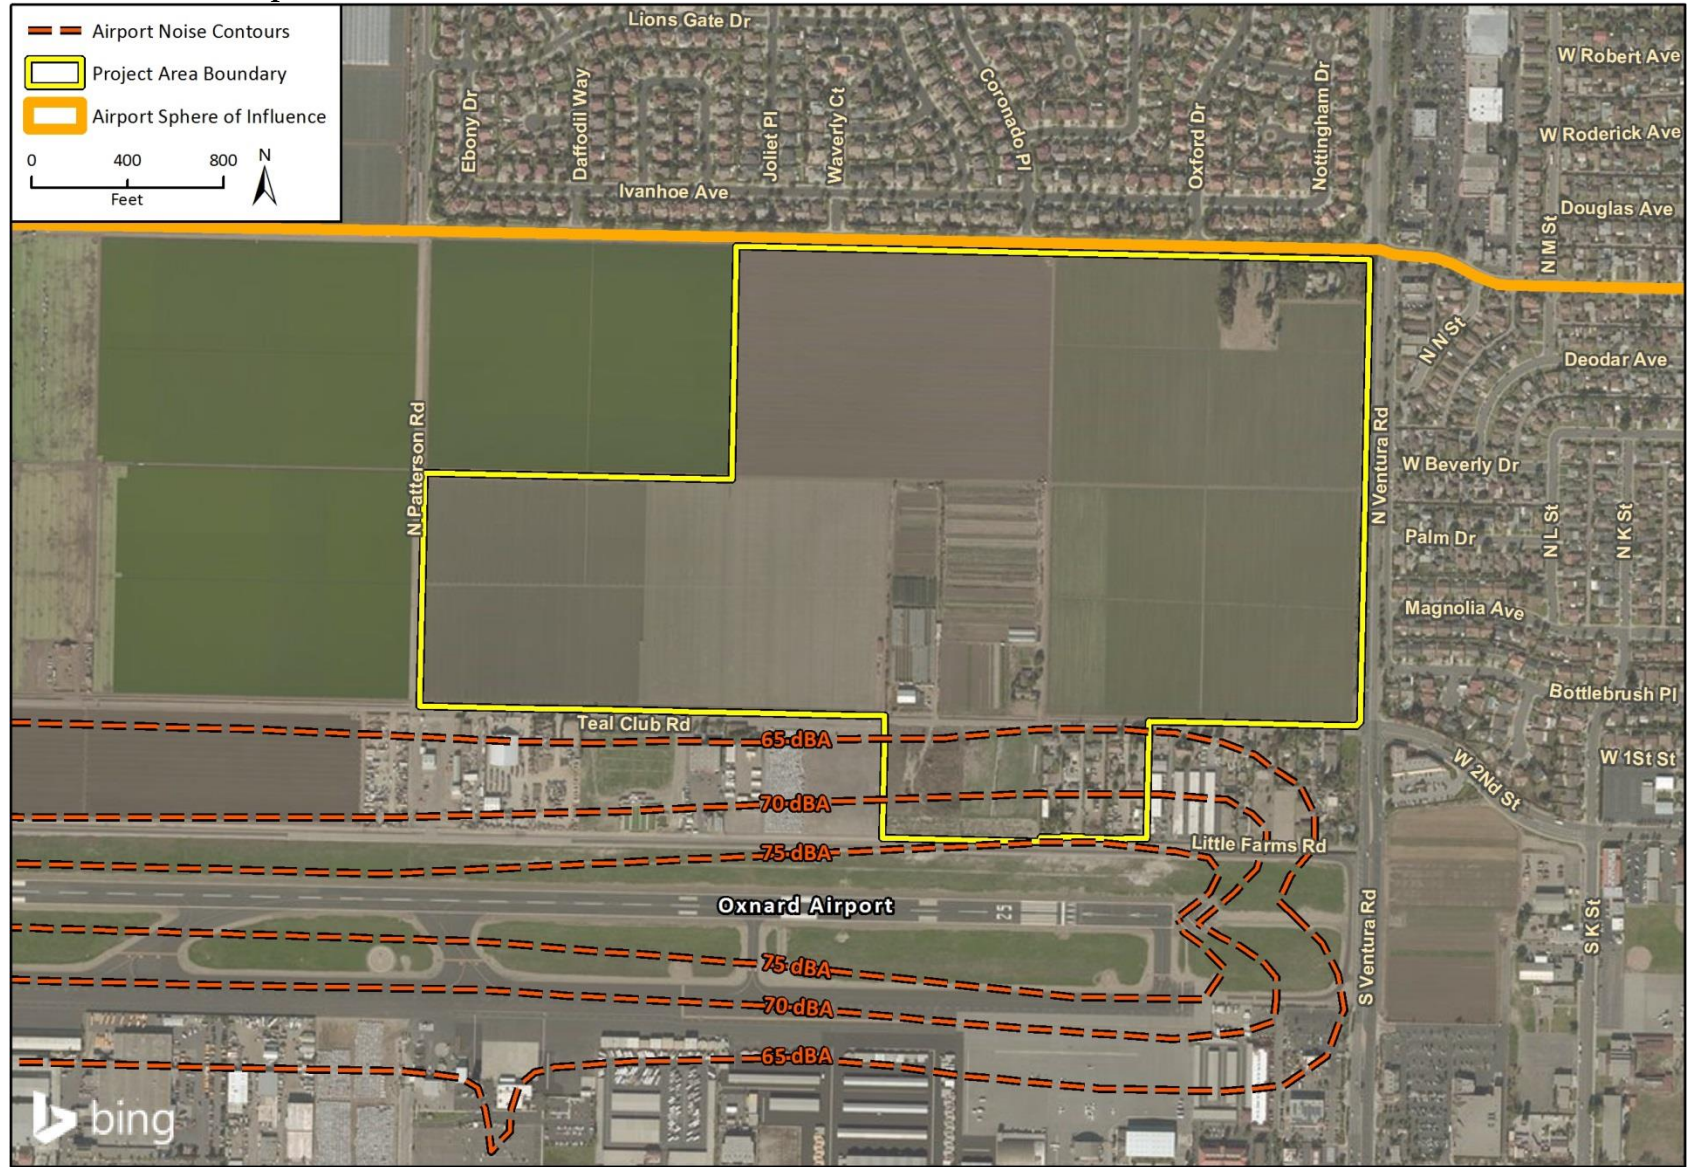 Airport Noise Contours
Project Area Boundary
Airport Sphere of Influence
0 400 800 N
Feet
Lions Gate Dr
Ebony Dr
Daffodil Way
Joliet Pl
Waverly Ct
Coronado Pl
Oxford Dr
Nottingham Dr
Ivanhoe Ave
W Robert Ave
W Roderick Ave
Douglas Ave
N M St
N N St
Deodar Ave
N Patterson Rd
N Ventura Rd
W Beverly Dr
Palm Dr
N L St
N K St
Magnolia Ave
Bottlebrush Pl
Teal Club Rd
65 dBA
W 2Nd St
W 1St St
70 dBA
Little Farms Rd
75 dBA
Oxnard Airport
25
S Ventura Rd
S K St
75 dBA
70 dBA
65 dBA
bing